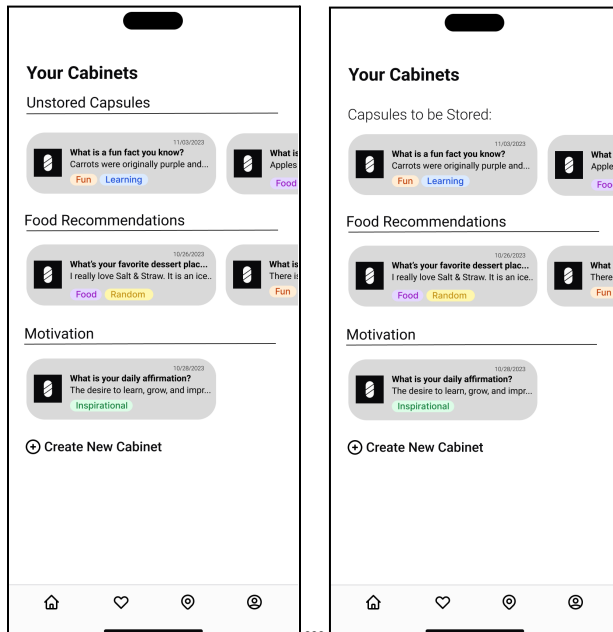 Your Cabinets
Unstored Capsules
11/03/2023
What is a fun fact you know?
Carrots were originally purple and...
Fun Learning
What is
Apples
Food
Food Recommendations
10/26/2023
What's your favorite dessert plac...
I really love Salt & Straw. It is an ice..
Food Random
What is
There is
Fun
Motivation
10/28/2023
What is your daily affirmation?
The desire to learn, grow, and impr...
Inspirational
Create New Cabinet
Your Cabinets
Capsules to be Stored:
11/03/2023
What is a fun fact you know?
Carrots were originally purple and...
Fun Learning
What
Apple
Foo
Food Recommendations
10/26/2023
What's your favorite dessert plac...
I really love Salt & Straw. It is an ice..
Food Random
What
There
Fun
Motivation
10/28/2023
What is your daily affirmation?
The desire to learn, grow, and impr...
Inspirational
Create New Cabinet